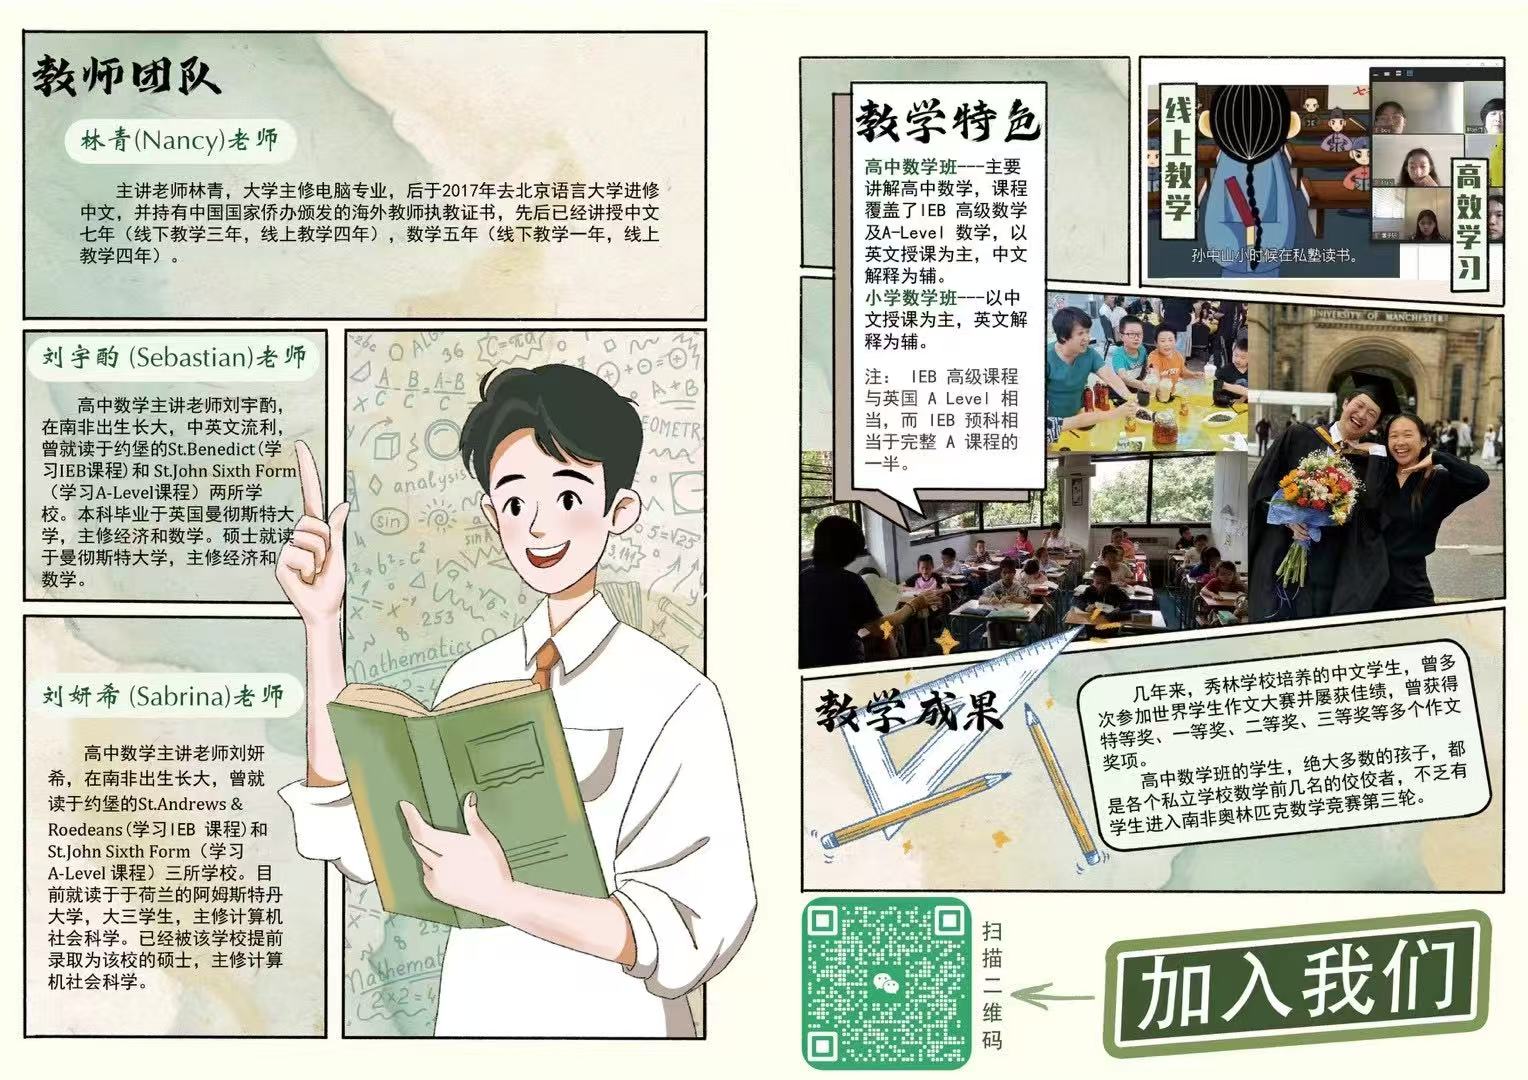 教师团队
林青(Nancy)老师
主讲老师林青，大学主修电脑专业，后于2017年去北京语言大学进修
中文，并持有中国国家侨办颁发的海外教师执教证书，先后已经讲授中文
七年（线下教学三年，线上教学四年），数学五年（线下教学一年，线上
教学四年）。
刘宇酌 (Sebastian)老师
高中数学主讲老师刘宇酌，
在南非出生长大，中英文流利，
曾就读于约堡的St.Benedict(学
习IEB课程) 和 St.John Sixth Form
（学习A-Level课程）两所学
校。本科毕业于英国曼彻斯特大
学，主修经济和数学。硕士就读
于曼彻斯特大学，主修经济和
数学。
刘妍希 (Sabrina)老师
高中数学主讲老师刘妍
希，在南非出生长大，曾就
读于约堡的St.Andrews &
Roedeans(学习IEB 课程)和
St.John Sixth Form（学习
A-Level 课程）三所学校。目
前就读于于荷兰的阿姆斯特丹
大学，大三学生，主修计算机
社会科学。已经被该学校提前
录取为该校的硕士，主修计算
机社会科学。
教学特色
高中数学班---主要
讲解高中数学，课程
覆盖了IEB 高级数学
及A-Level 数学，以
英文授课为主，中文
解释为辅。
小学数学班---以中
文授课为主，英文解
释为辅。
注： IEB 高级课程
与英国 A Level 相
当，而 IEB 预科相
当于完整 A 课程的
一半。
线上教学
高效学习
孙中山小时候在私塾读书。
UNIVERSITY OF MANCHESTER
教学成果
几年来，秀林学校培养的中文学生，曾多
次参加世界学生作文大赛并屡获佳绩，曾获得
特等奖、一等奖、二等奖、三等奖等多个作文
奖项。
高中数学班的学生，绝大多数的孩子，都
是各个私立学校数学前几名的佼佼者，不乏有
学生进入南非奥林匹克数学竞赛第三轮。
扫描二维码
加入我们